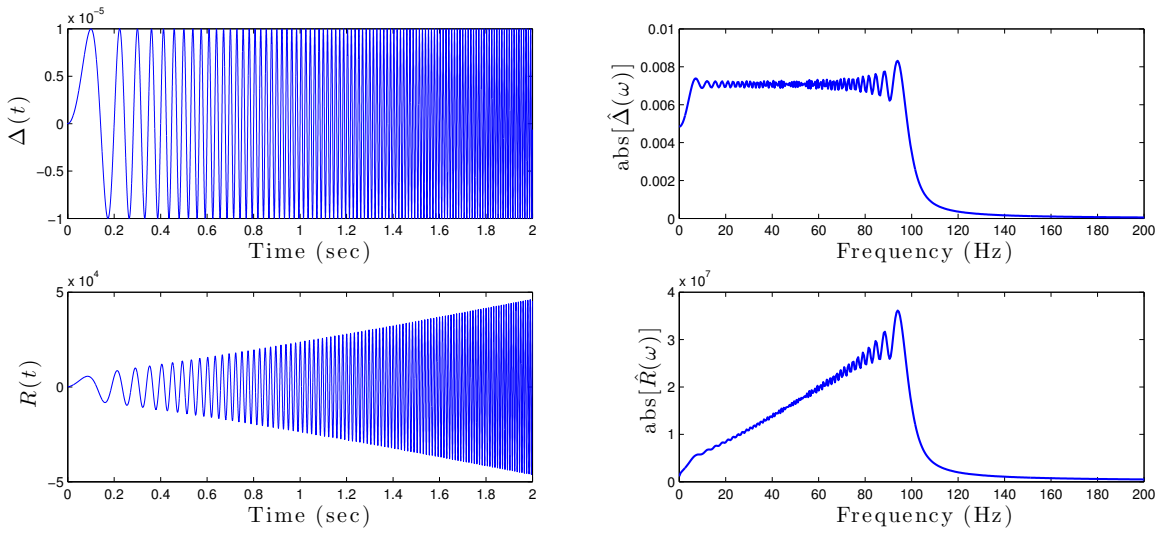 x 10⁻⁵
1
0.5
0
−0.5
−1
0 0.2 0.4 0.6 0.8 1 1.2 1.4 1.6 1.8 2
Δ(t)
Time (sec)
0.01
0.008
0.006
0.004
0.002
0
0 20 40 60 80 100 120 140 160 180 200
abs[Δ̂(ω)]
Frequency (Hz)
x 10⁴
5
0
−5
0 0.2 0.4 0.6 0.8 1 1.2 1.4 1.6 1.8 2
R(t)
Time (sec)
x 10⁷
4
3
2
1
0
0 20 40 60 80 100 120 140 160 180 200
abs[R̂(ω)]
Frequency (Hz)